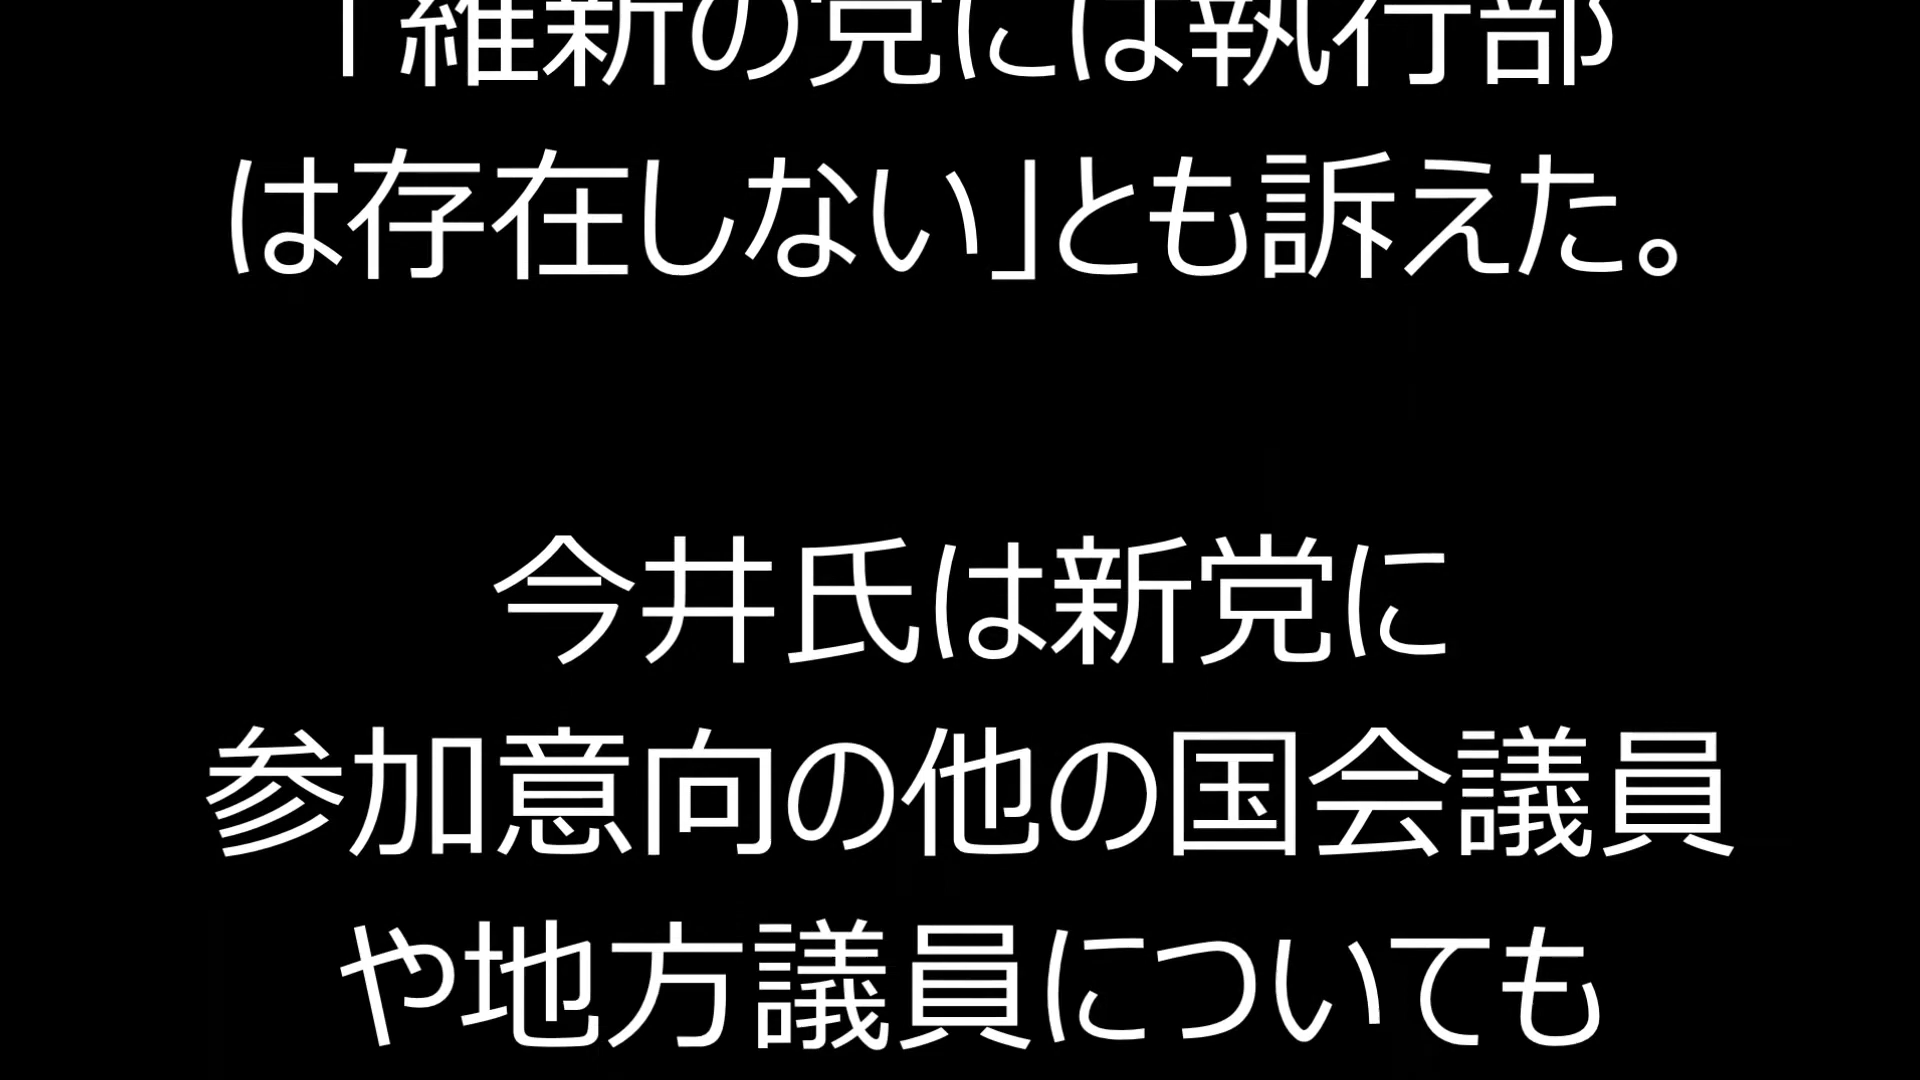 「維新の党には執行部
は存在しない」とも訴えた。
今井氏は新党に
参加意向の他の国会議員
や地方議員についても